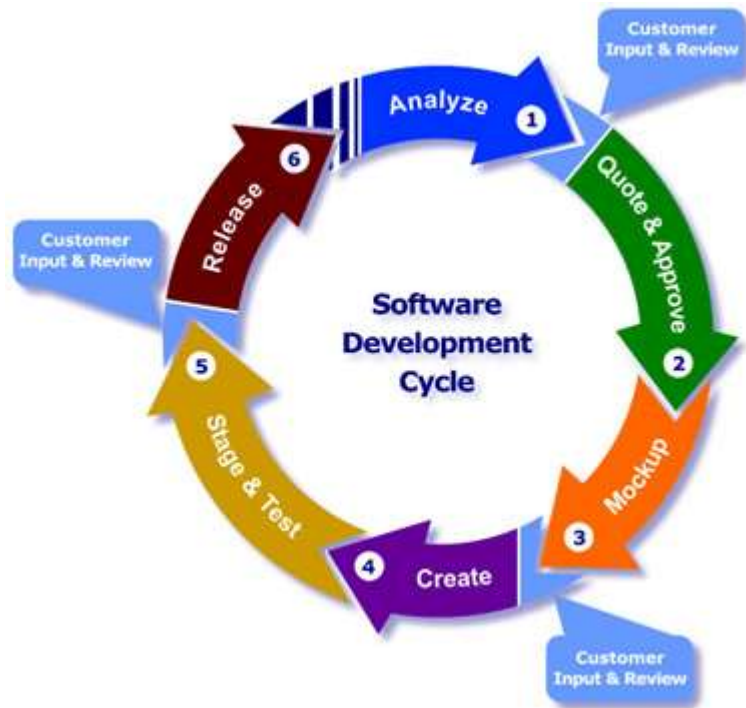 Customer
Input & Review
Analyze
1
Quote & Approve
2
Mockup
3
Customer
Input & Review
Create
4
Stage & Test
5
Customer
Input & Review
Release
6
Software
Development
Cycle